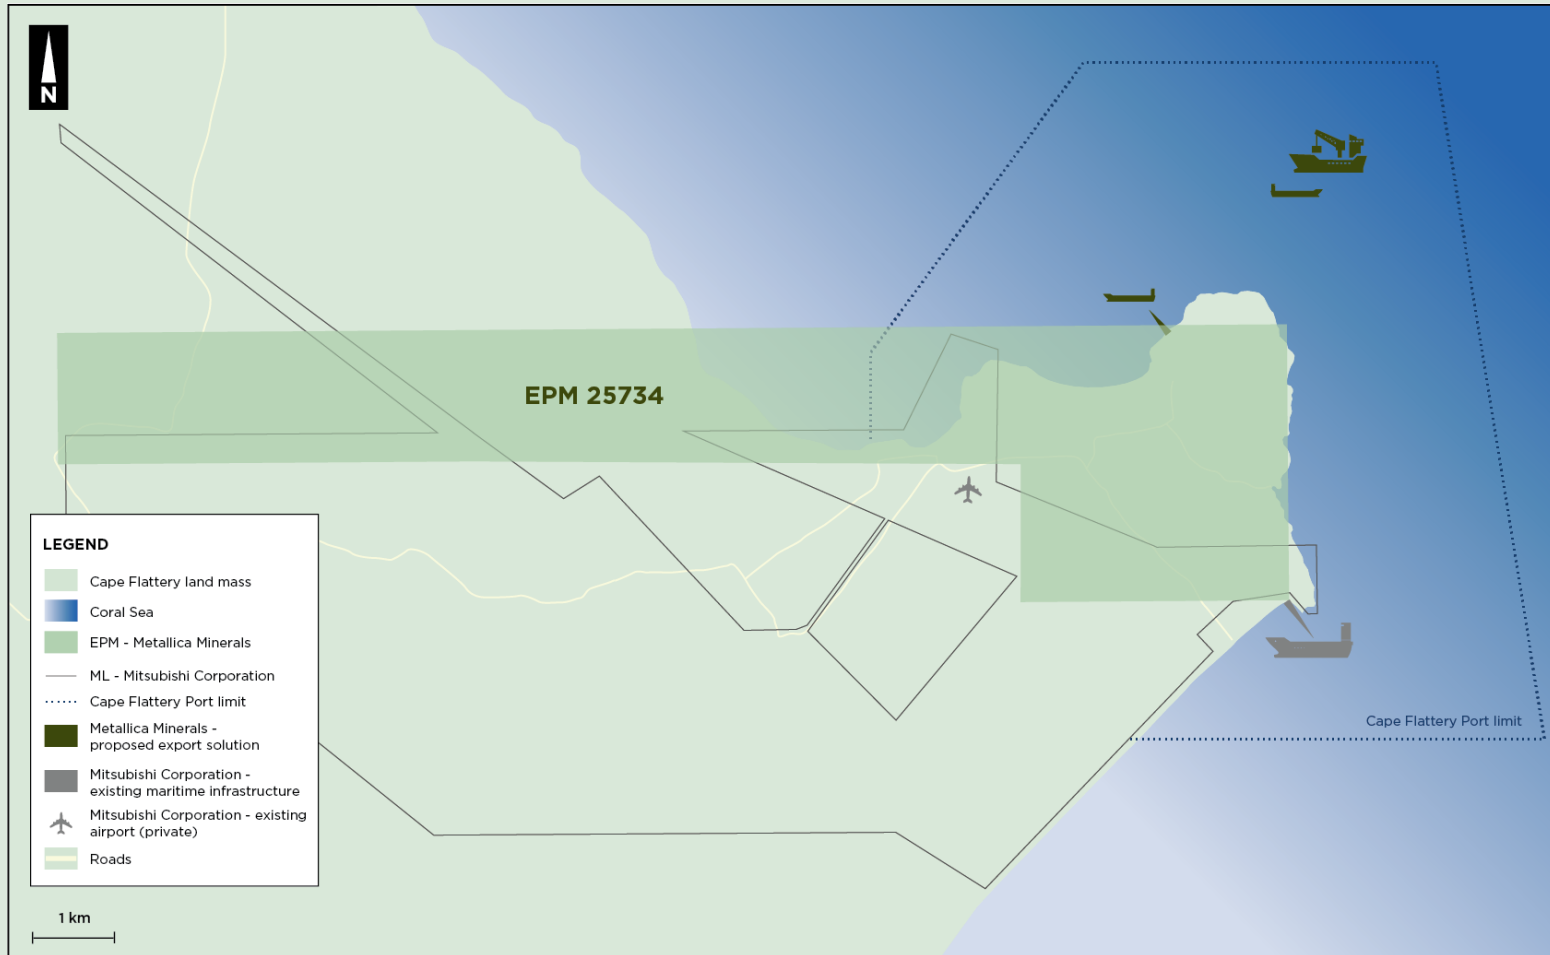 N
EPM 25734
LEGEND
Cape Flattery land mass
Coral Sea
EPM - Metallica Minerals
ML - Mitsubishi Corporation
Cape Flattery Port limit
Metallica Minerals -
proposed export solution
Mitsubishi Corporation -
existing maritime infrastructure
Mitsubishi Corporation - existing
airport (private)
Roads
1 km
Cape Flattery Port limit